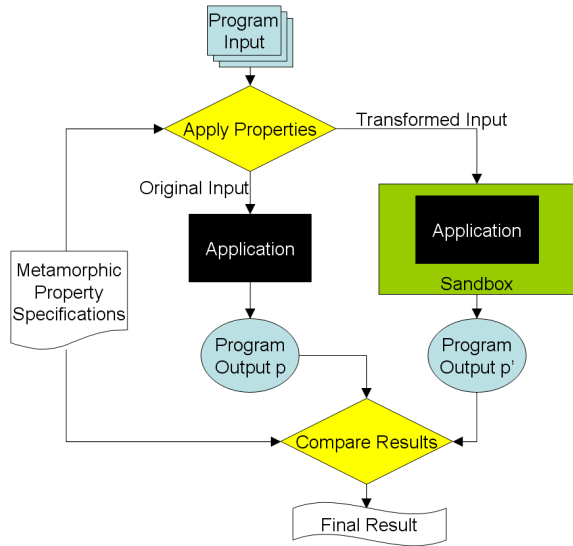 Program
Input
Apply Properties
Transformed Input
Original Input
Application
Application
Sandbox
Metamorphic
Property
Specifications
Program
Output p
Program
Output p'
Compare Results
Final Result